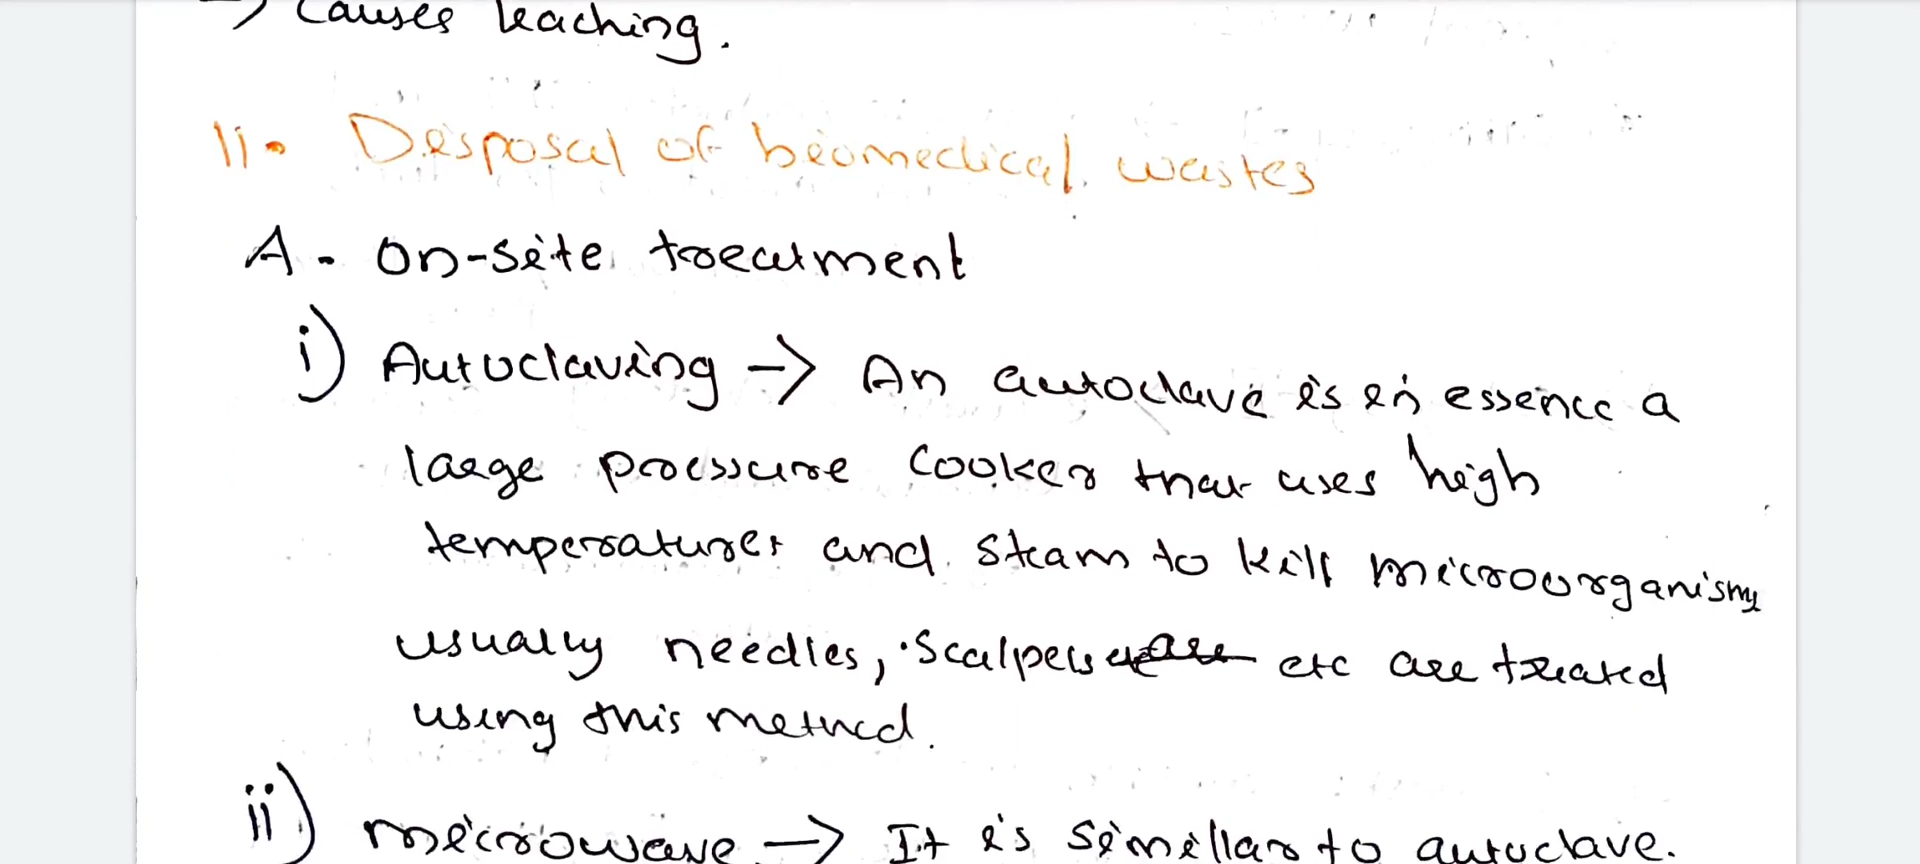 → Causes leaching.
11. Disposal of biomedical wastes
A. On-site treatment
i) Autoclaving → An autoclave is in essence a
large pressure cooker that uses high
temperatures and steam to kill microorganisms
usually needles, scalpels etc are treated
using this method.
ii) microwave → It is simillar to autoclave.